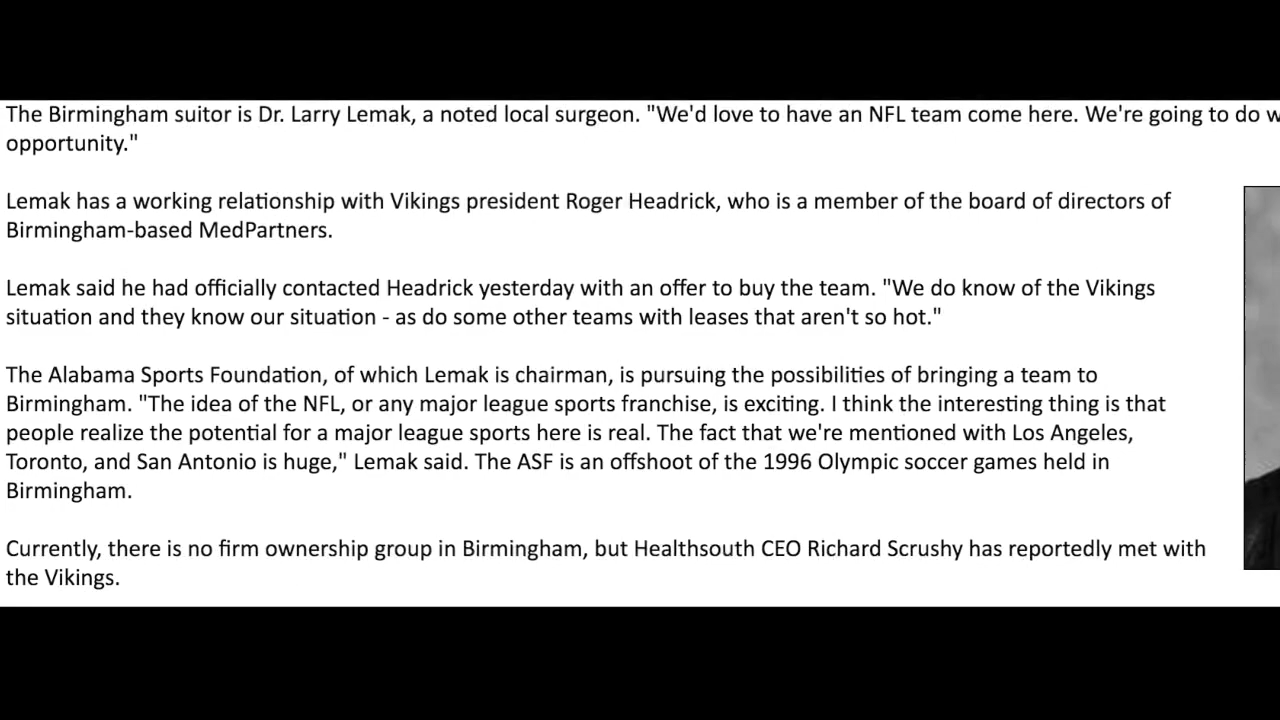 The Birmingham suitor is Dr. Larry Lemak, a noted local surgeon. "We'd love to have an NFL team come here. We're going to do
opportunity."
Lemak has a working relationship with Vikings president Roger Headrick, who is a member of the board of directors of
Birmingham-based MedPartners.
Lemak said he had officially contacted Headrick yesterday with an offer to buy the team. "We do know of the Vikings
situation and they know our situation - as do some other teams with leases that aren't so hot."
The Alabama Sports Foundation, of which Lemak is chairman, is pursuing the possibilities of bringing a team to
Birmingham. "The idea of the NFL, or any major league sports franchise, is exciting. I think the interesting thing is that
people realize the potential for a major league sports here is real. The fact that we're mentioned with Los Angeles,
Toronto, and San Antonio is huge," Lemak said. The ASF is an offshoot of the 1996 Olympic soccer games held in
Birmingham.
Currently, there is no firm ownership group in Birmingham, but Healthsouth CEO Richard Scrushy has reportedly met with
the Vikings.